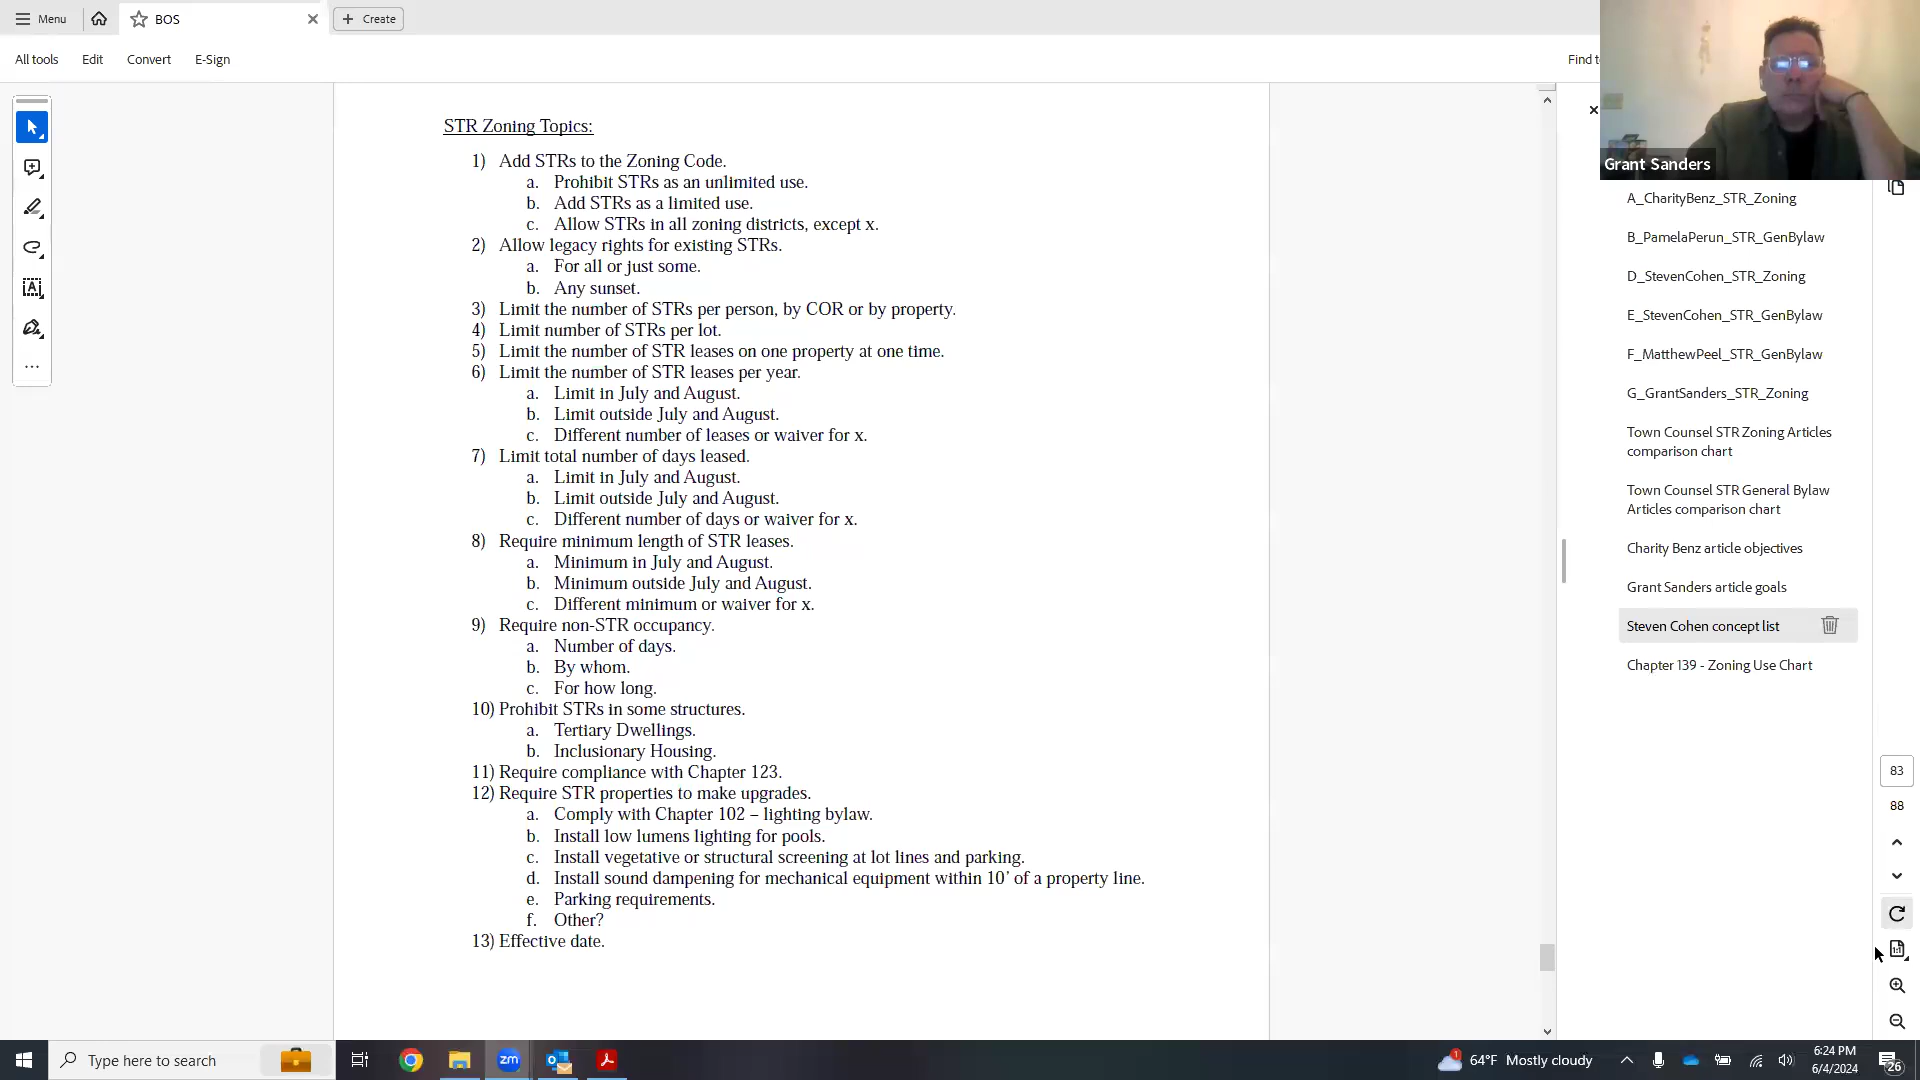 Menu
BOS
Create
All tools
Edit
Convert
E-Sign
Find t
Grant Sanders
STR Zoning Topics:
1) Add STRs to the Zoning Code.
a. Prohibit STRs as an unlimited use.
b. Add STRs as a limited use.
c. Allow STRs in all zoning districts, except x.
2) Allow legacy rights for existing STRs.
a. For all or just some.
b. Any sunset.
3) Limit the number of STRs per person, by COR or by property.
4) Limit number of STRs per lot.
5) Limit the number of STR leases on one property at one time.
6) Limit the number of STR leases per year.
a. Limit in July and August.
b. Limit outside July and August.
c. Different number of leases or waiver for x.
7) Limit total number of days leased.
a. Limit in July and August.
b. Limit outside July and August.
c. Different number of days or waiver for x.
8) Require minimum length of STR leases.
a. Minimum in July and August.
b. Minimum outside July and August.
c. Different minimum or waiver for x.
9) Require non-STR occupancy.
a. Number of days.
b. By whom.
c. For how long.
10) Prohibit STRs in some structures.
a. Tertiary Dwellings.
b. Inclusionary Housing.
11) Require compliance with Chapter 123.
12) Require STR properties to make upgrades.
a. Comply with Chapter 102 – lighting bylaw.
b. Install low lumens lighting for pools.
c. Install vegetative or structural screening at lot lines and parking.
d. Install sound dampening for mechanical equipment within 10’ of a property line.
e. Parking requirements.
f. Other?
13) Effective date.
A_CharityBenz_STR_Zoning
B_PamelaPerun_STR_GenBylaw
D_StevenCohen_STR_Zoning
E_StevenCohen_STR_GenBylaw
F_MatthewPeel_STR_GenBylaw
G_GrantSanders_STR_Zoning
Town Counsel STR Zoning Articles
comparison chart
Town Counsel STR General Bylaw
Articles comparison chart
Charity Benz article objectives
Grant Sanders article goals
Steven Cohen concept list
Chapter 139 - Zoning Use Chart
83
88
1:1
Type here to search
zm
1
64°F Mostly cloudy
6:24 PM
6/4/2024
26